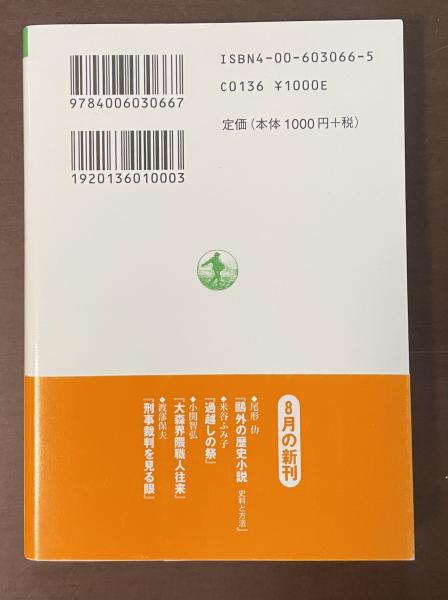 ISBN4-00-603066-5
C0136 ¥1000E
定価(本体1000円+税)
9784006030667
1920136010003
8月の新刊
◆尾形 仂
『鷗外の歴史小説 史料と方法』
◆米谷ふみ子
『過越しの祭』
◆小関智弘
『大森界隈職人往来』
◆渡部保夫
『刑事裁判を見る眼』